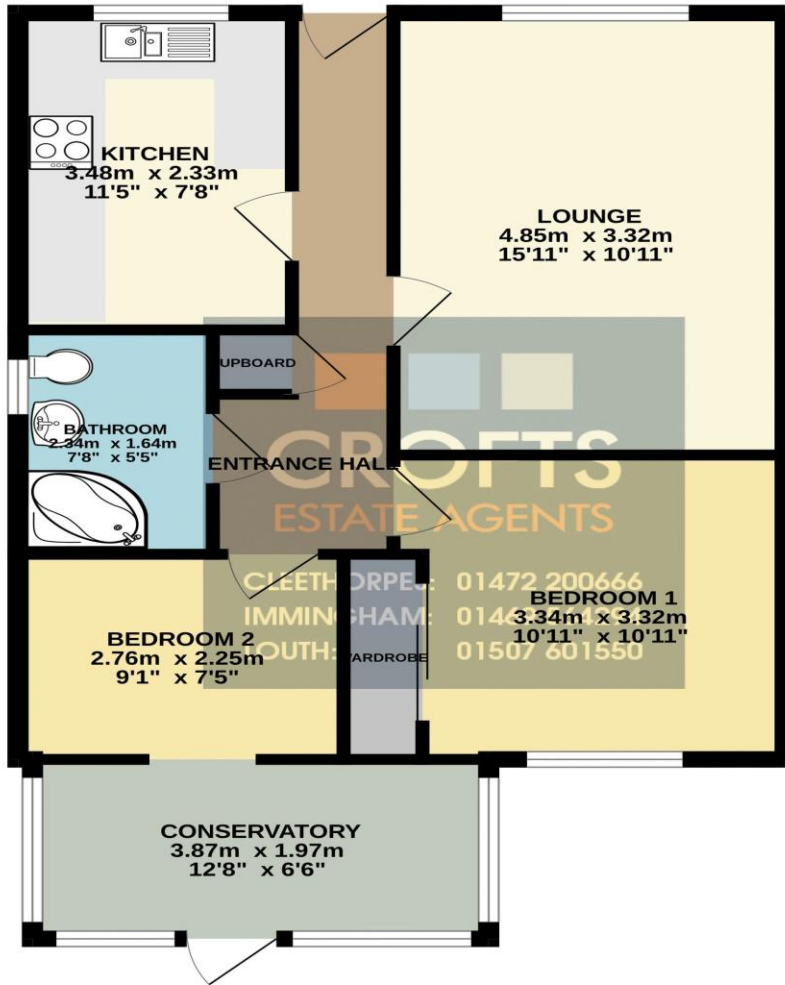 KITCHEN
3.48m x 2.33m
11'5" x 7'8"
LOUNGE
4.85m x 3.32m
15'11" x 10'11"
UPBOARD
BATHROOM
2.34m x 1.64m
7'8" x 5'5"
ENTRANCE HALL
CROFTS
ESTATE AGENTS
CLEETHORPES: 01472 200666
IMMINGHAM:
LOUTH: 01507 601550
BEDROOM 1
3.34m x 3.32m
10'11" x 10'11"
BEDROOM 2
2.76m x 2.25m
9'1" x 7'5"
WARDROBE
CONSERVATORY
3.87m x 1.97m
12'8" x 6'6"